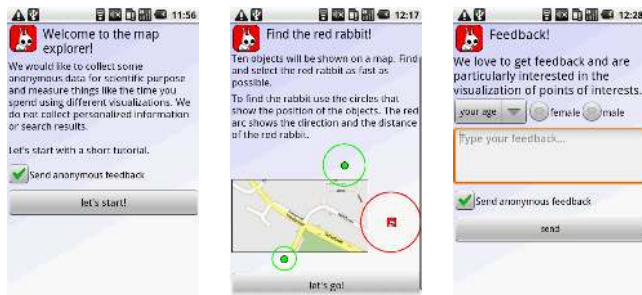 11:56
Welcome to the map
explorer!
We would like to collect some
anonymous data for scientific purpose
and measure things like the time you
spend using different visualizations. We
do not collect personalized information
or search results.
Let's start with a short tutorial.
Send anonymous feedback
let's start!
12:17
Find the red rabbit!
Ten objects will be shown on a map. Find
and select the red rabbit as fast as
possible.
To find the rabbit use the circles that
show the position of the objects. The red
arc shows the direction and the distance
of the red rabbit.
let's go!
12:28
Feedback!
We love to get feedback and are
particularly interested in the
visualization of points of interests.
your age female male
Type your feedback...
Send anonymous feedback
send